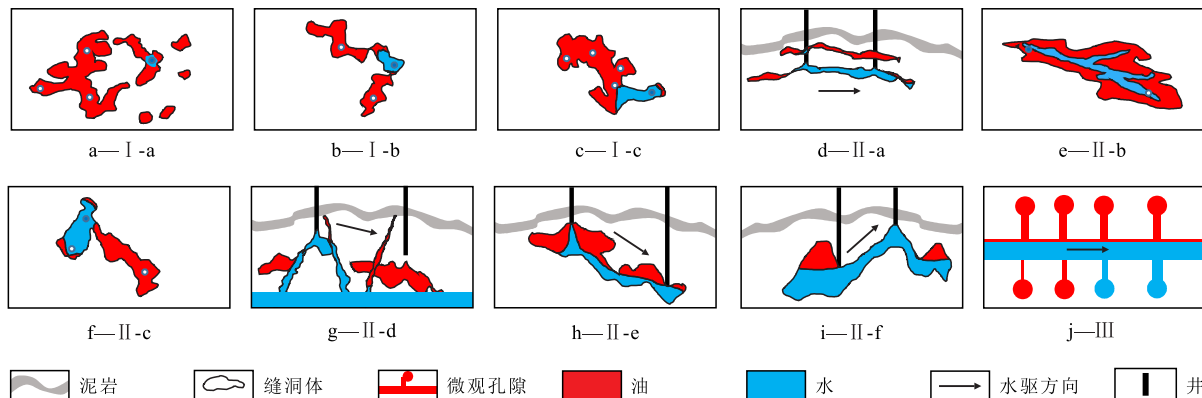 a—Ⅰ-a
b—Ⅰ-b
c—Ⅰ-c
d—Ⅱ-a
e—Ⅱ-b
f—Ⅱ-c
g—Ⅱ-d
h—Ⅱ-e
i—Ⅱ-f
j—Ⅲ
泥岩
缝洞体
微观孔隙
油
水
水驱方向
井